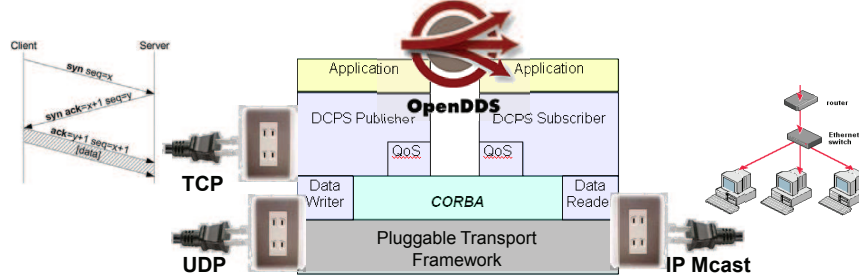 Client
Server
syn seq=x
syn ack=x+1 seq=y
ack=y+1 seq=x+1
[data]
TCP
UDP
Application
Application
OpenDDS
DCPS Publisher
DCPS Subscriber
QoS
QoS
Data
Writer
CORBA
Data
Reade
Pluggable Transport
Framework
IP Mcast
router
Ethernet
switch